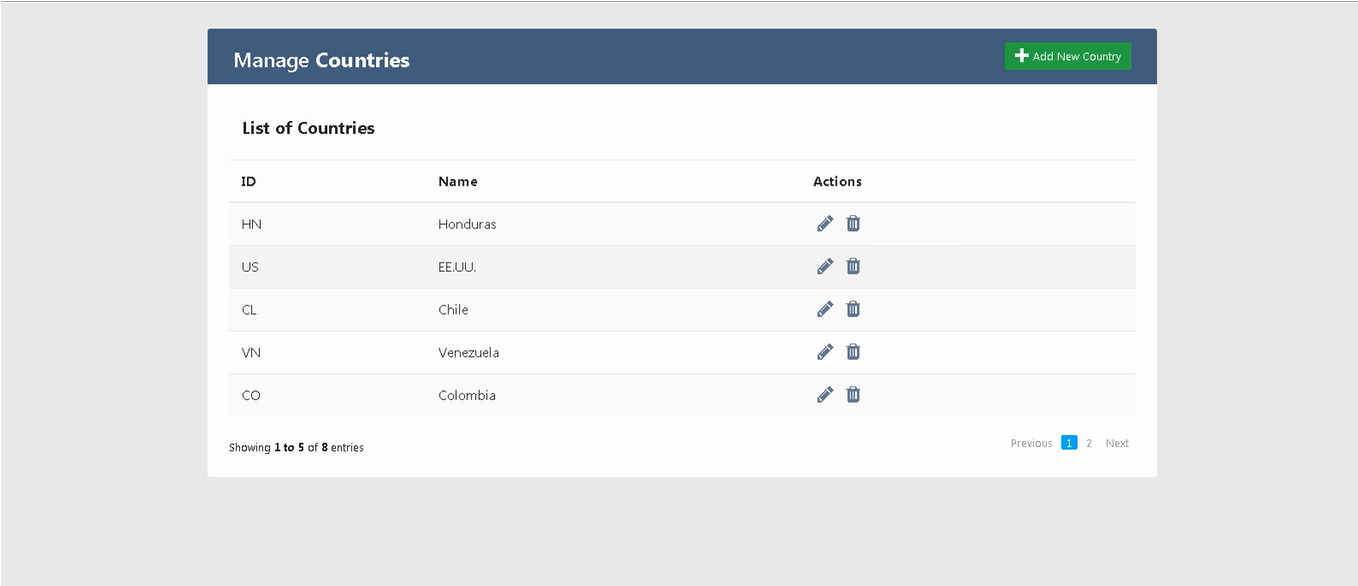 Manage Countries
Add New Country
List of Countries
ID Name Actions
HN Honduras
US EE.UU.
CL Chile
VN Venezuela
CO Colombia
Showing 1 to 5 of 8 entries
Previous 1 2 Next